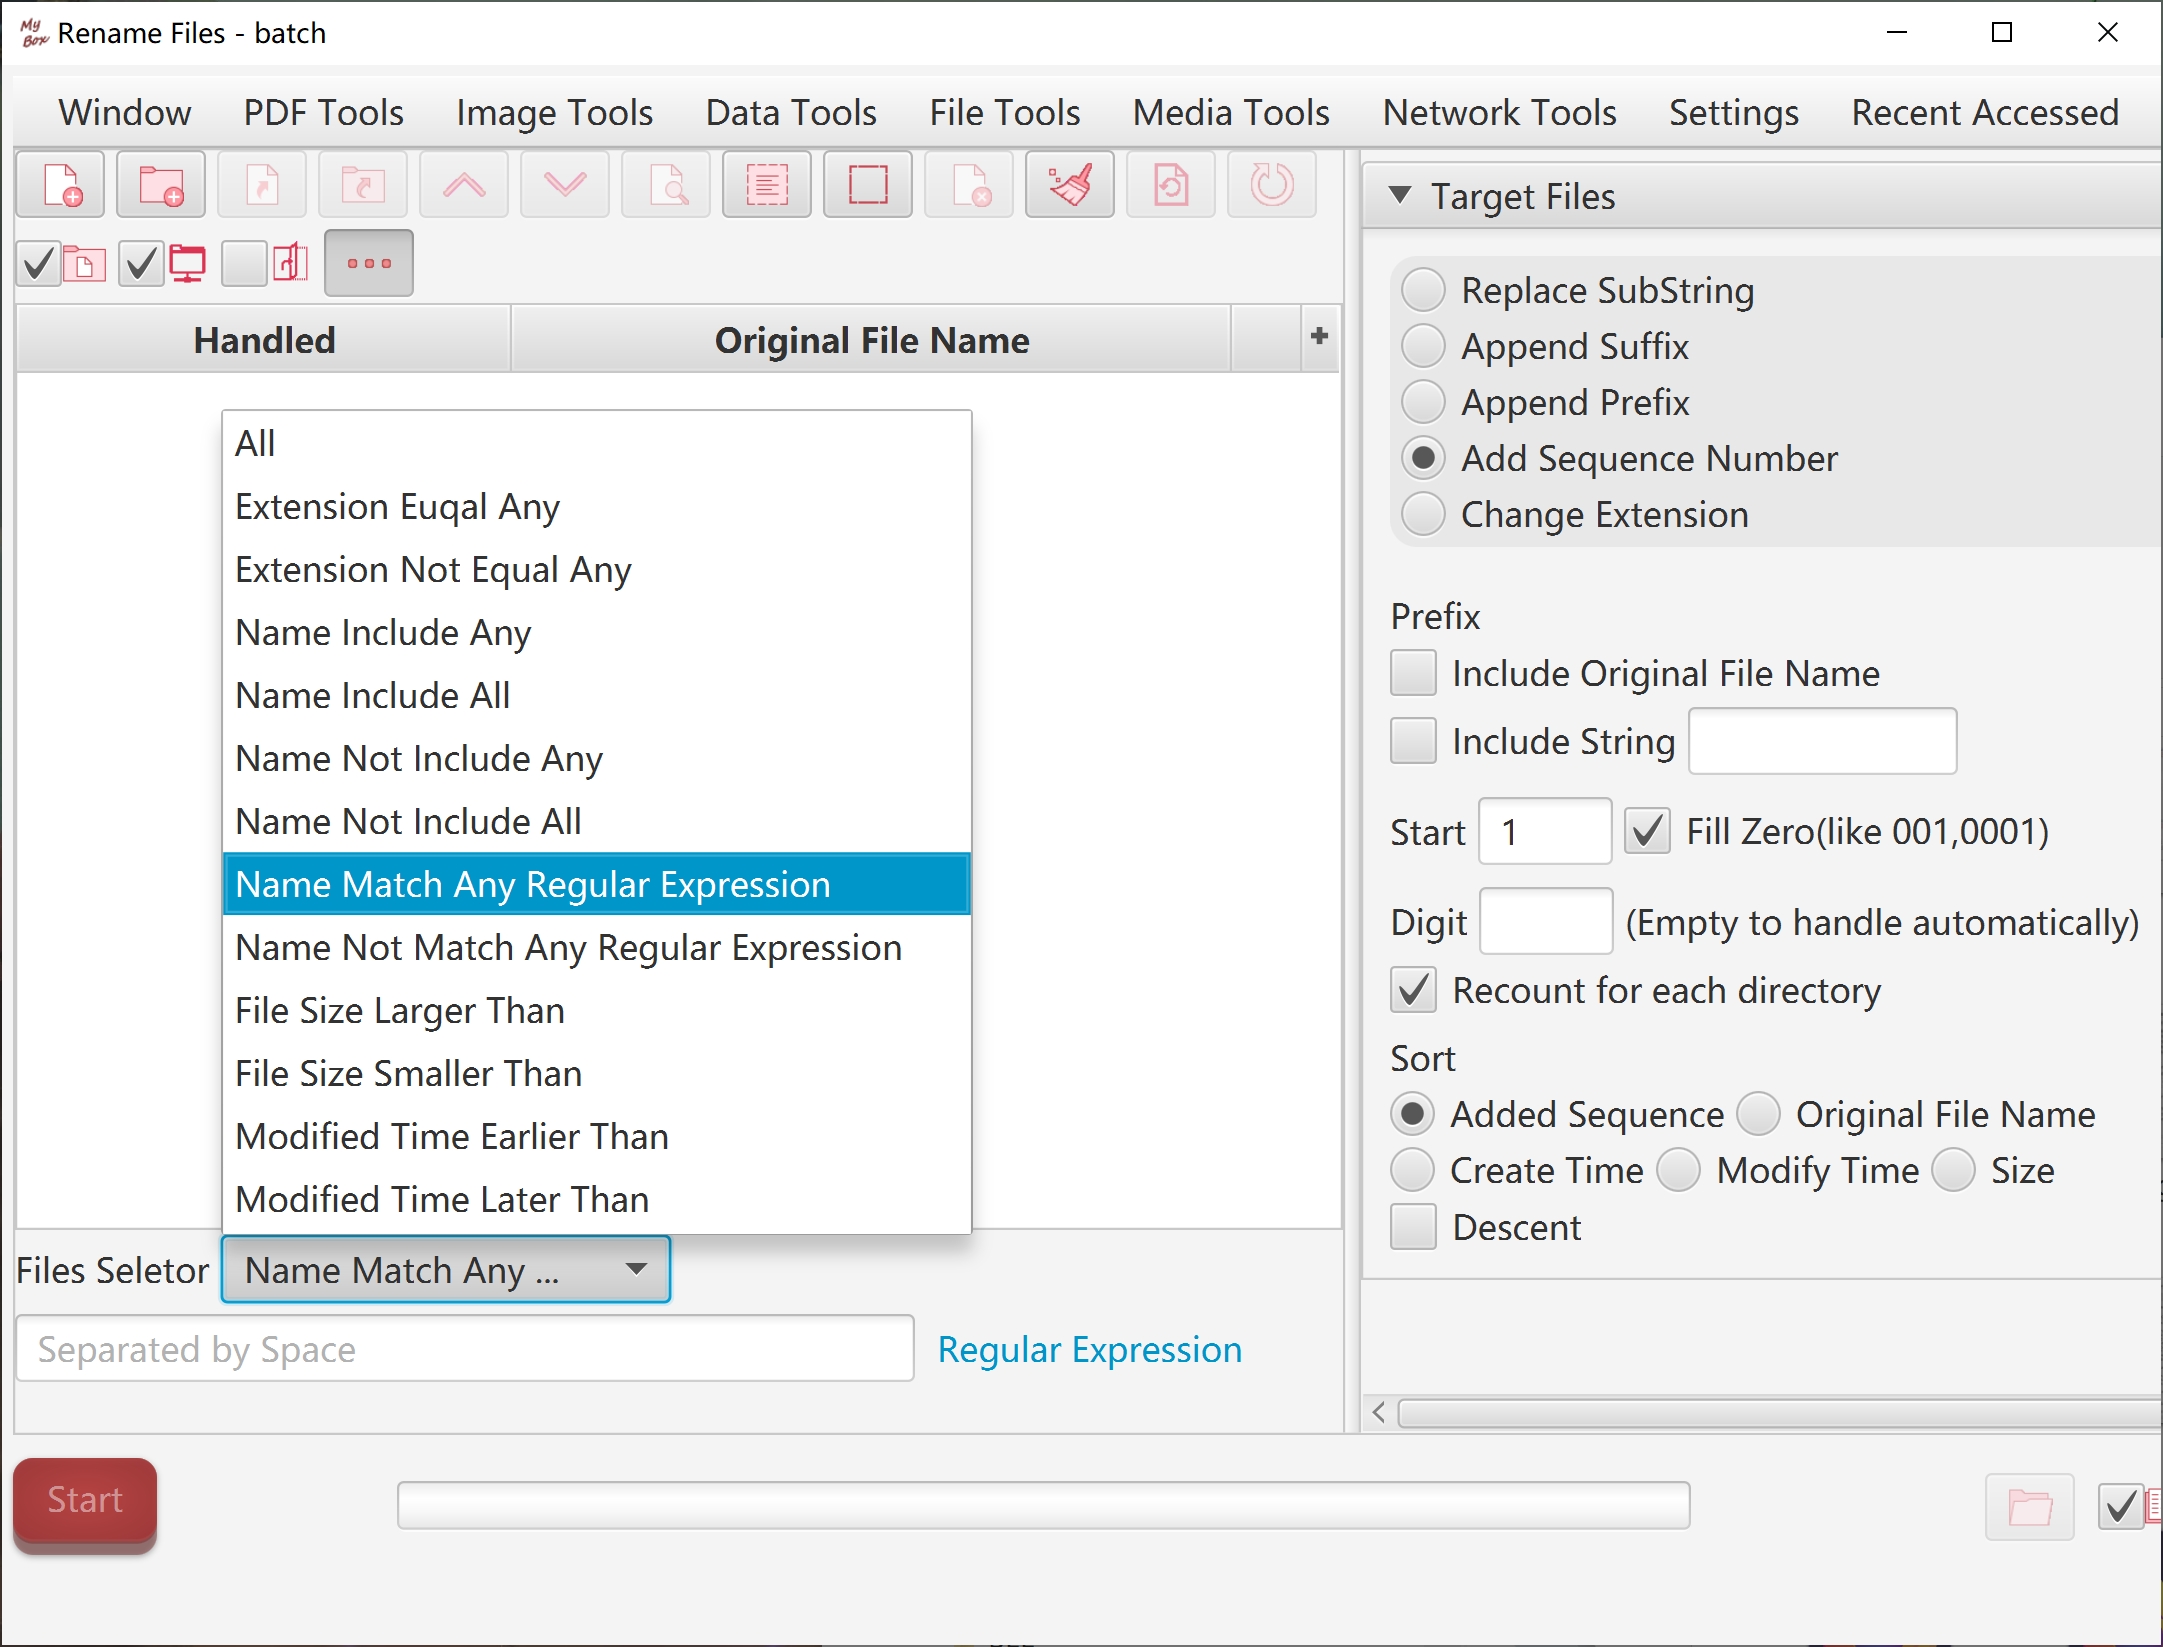 My
Box
Rename Files - batch
Window PDF Tools Image Tools Data Tools File Tools Media Tools Network Tools Settings Recent Accessed
Handled Original File Name
All
Extension Euqal Any
Extension Not Equal Any
Name Include Any
Name Include All
Name Not Include Any
Name Not Include All
Name Match Any Regular Expression
Name Not Match Any Regular Expression
File Size Larger Than
File Size Smaller Than
Modified Time Earlier Than
Modified Time Later Than
Files Seletor Name Match Any ...
Separated by Space Regular Expression
Target Files
Replace SubString
Append Suffix
Append Prefix
Add Sequence Number
Change Extension
Prefix
Include Original File Name
Include String
Start 1 Fill Zero(like 001,0001)
Digit (Empty to handle automatically)
Recount for each directory
Sort
Added Sequence Original File Name
Create Time Modify Time Size
Descent
Start